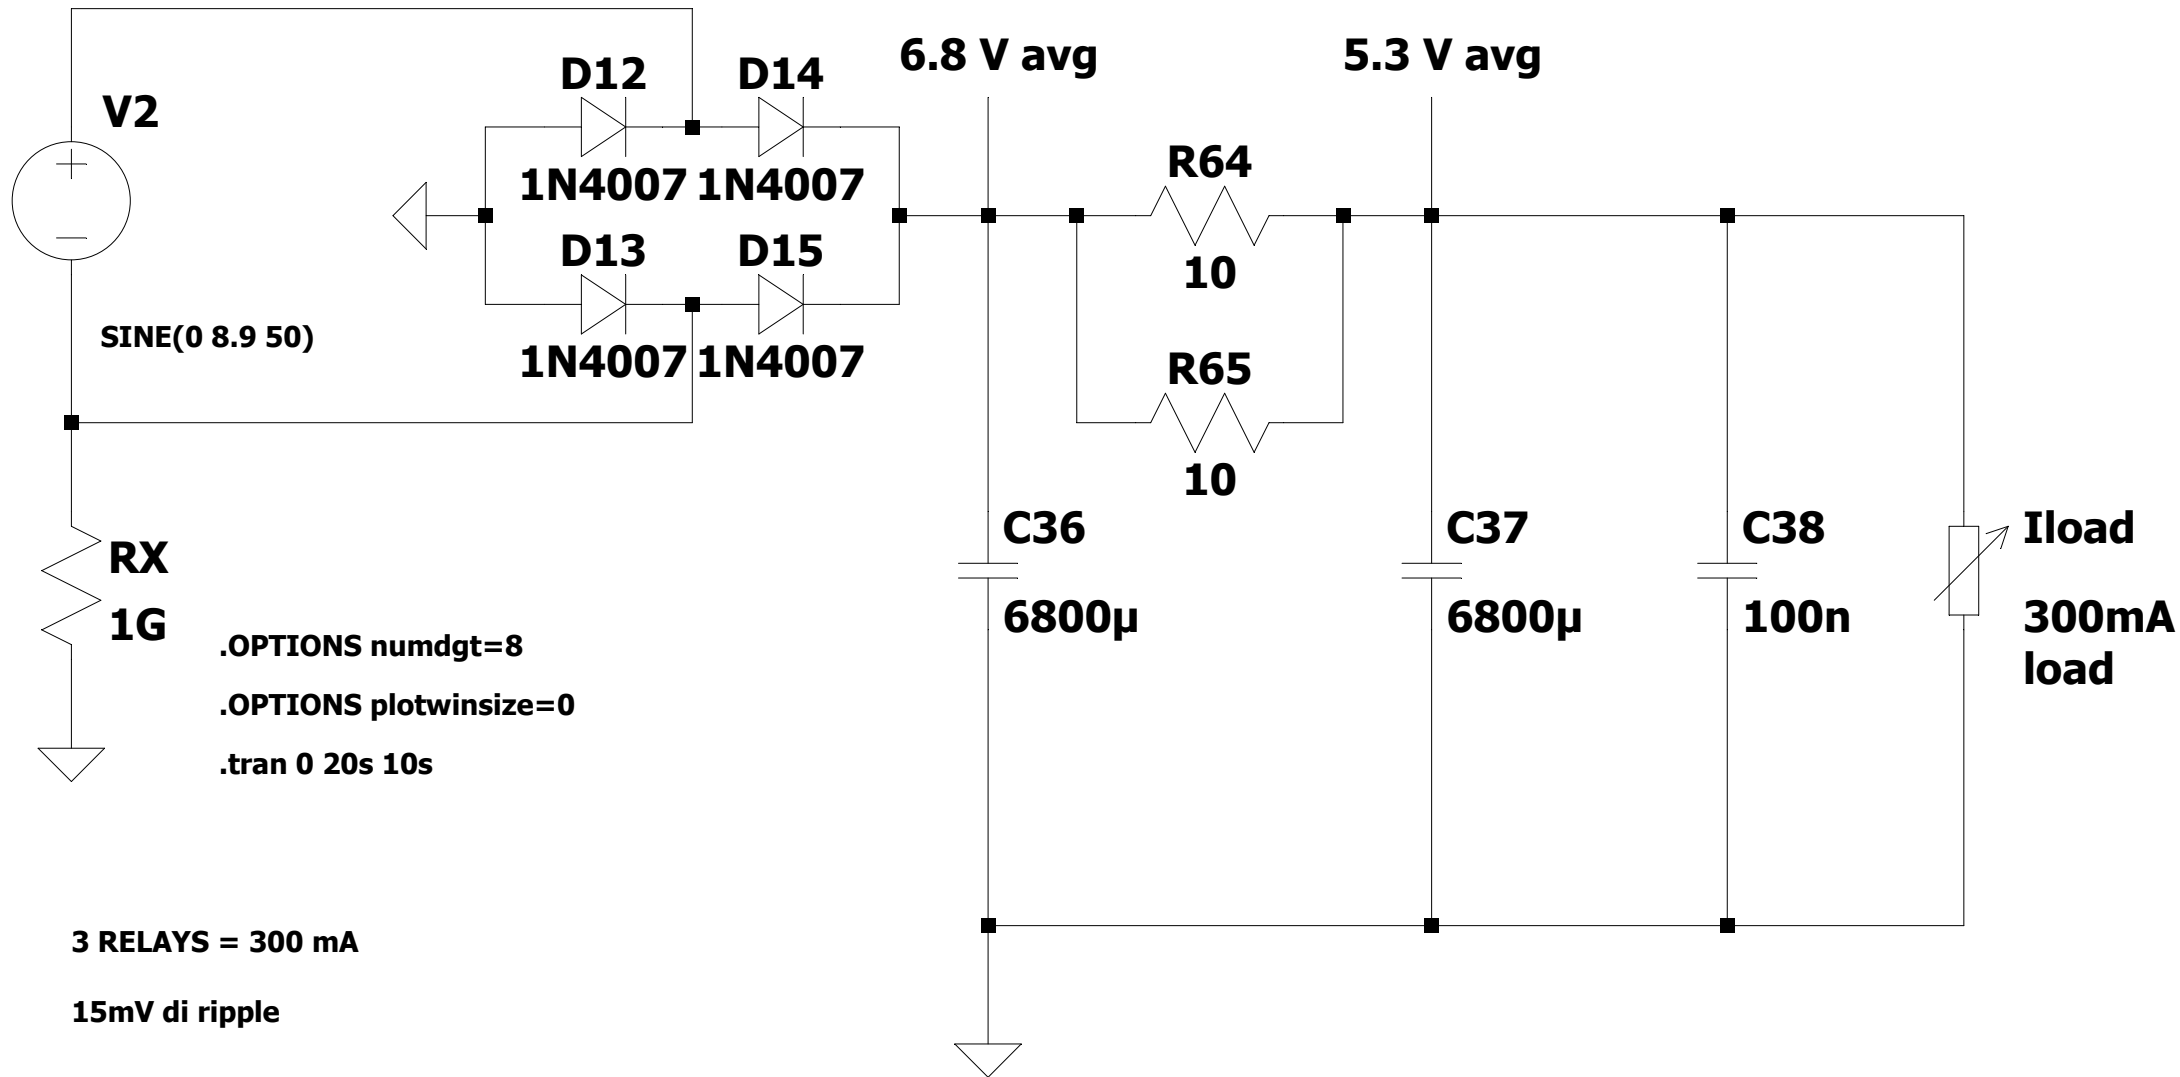 6.8 V avg
5.3 V avg
D12
D14
V2
R64
1N4007
1N4007
10
D13
D15
SINE(0 8.9 50)
1N4007
1N4007
R65
10
C36
C37
C38
Iload
RX
6800µ
6800µ
100n
300mA
load
1G
.OPTIONS numdgt=8
.OPTIONS plotwinsize=0
.tran 0 20s 10s
3 RELAYS = 300 mA
15mV di ripple